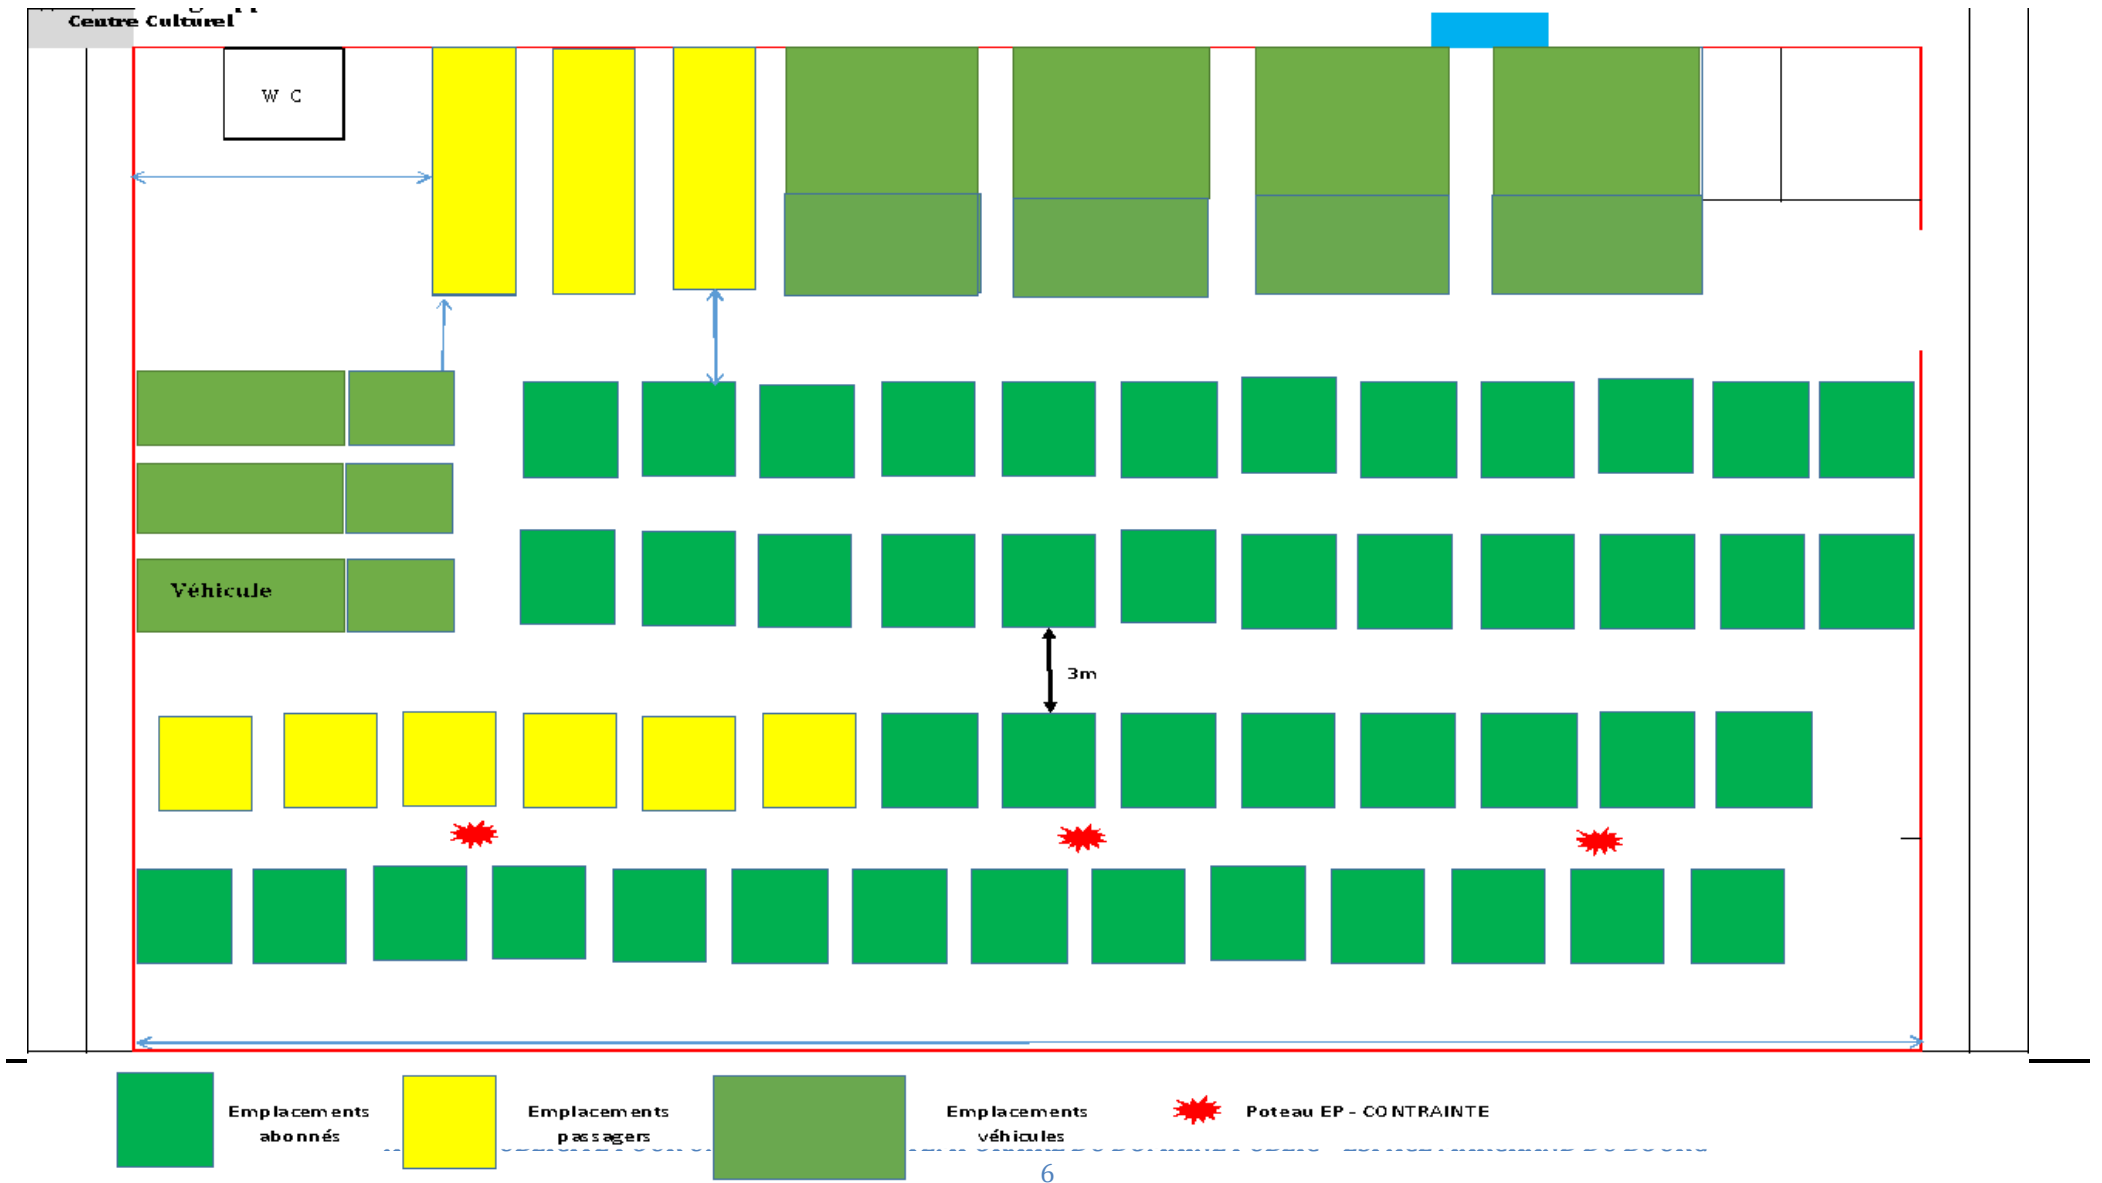 Centre Culturel
W C
Véhicule
3m
Emplacements
abonnés
Emplacements
passagers
Emplacements
véhicules
Poteau EP - CONTRAINTE
6